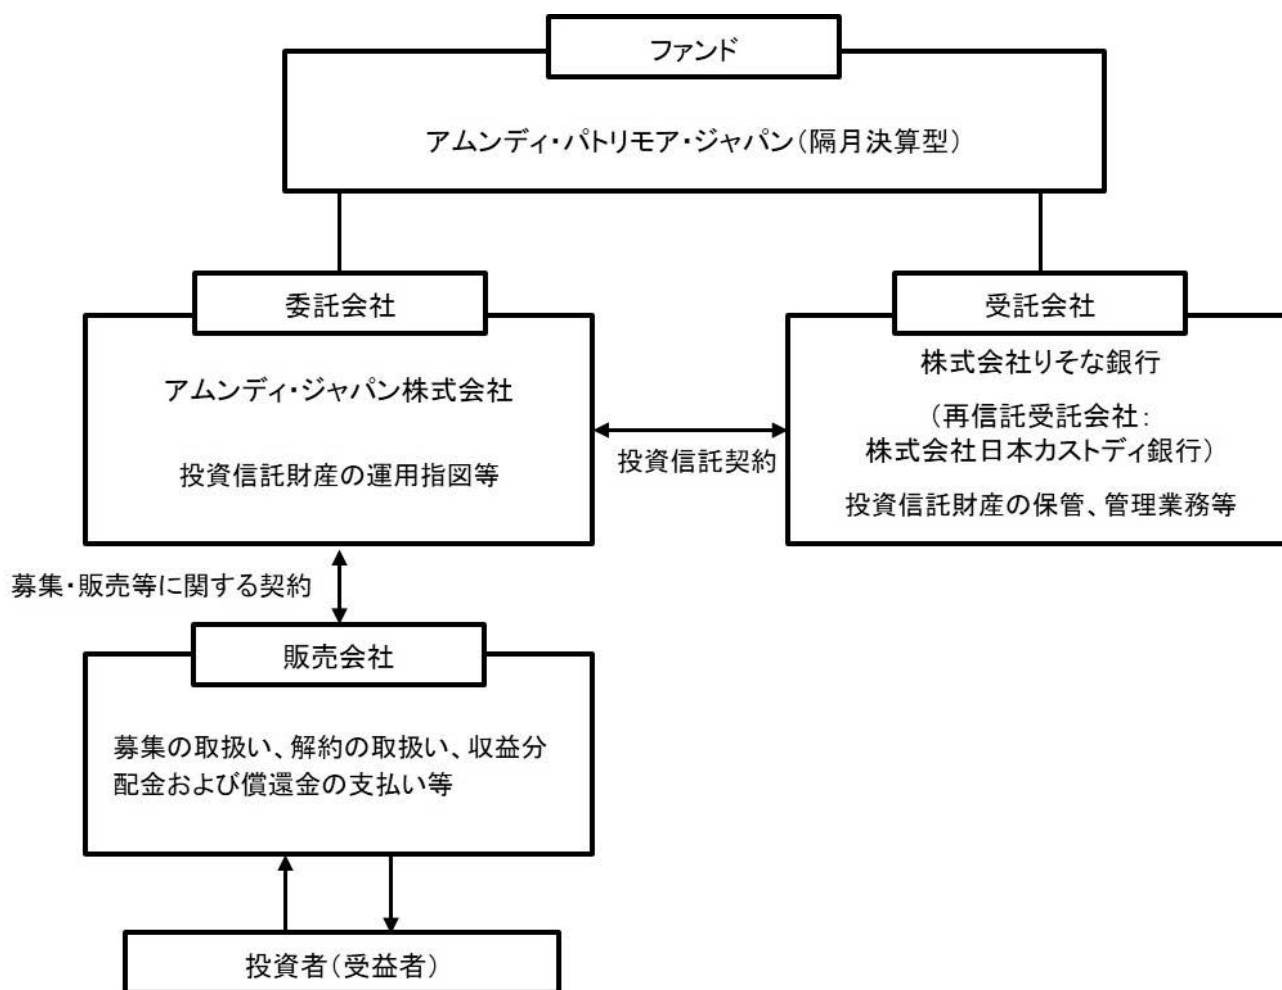 ファンド
アムンディ・パトリモア・ジャパン(隔月決算型)
委託会社
アムンディ・ジャパン株式会社
投資信託財産の運用指図等
投資信託契約
受託会社
株式会社りそな銀行
(再信託受託会社:
株式会社日本カストディ銀行)
投資信託財産の保管、管理業務等
募集・販売等に関する契約
販売会社
募集の取扱い、解約の取扱い、収益分
配金および償還金の支払い等
投資者(受益者)